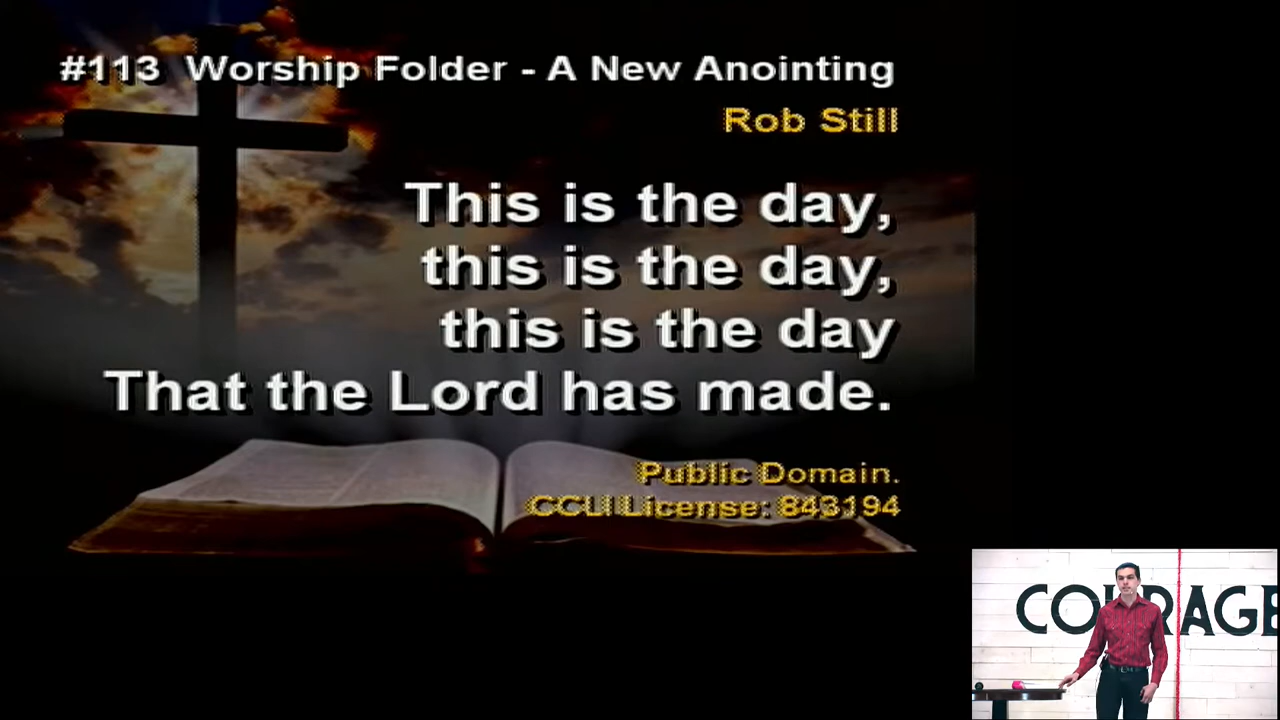 #113 Worship Folder - A New Anointing
Rob Still
This is the day,
this is the day,
this is the day
That the Lord has made.
Public Domain.
CCLI License: 843194
COURAGE